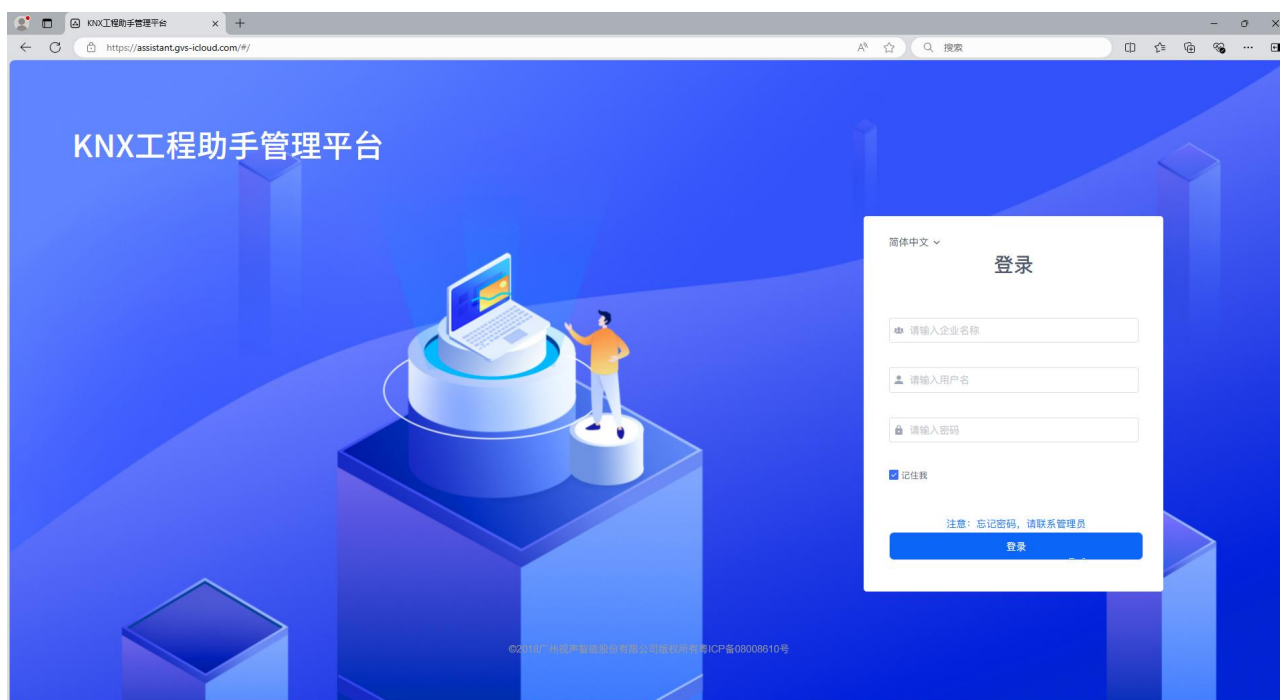 KNX工程助手管理平台
https://assistant.gvs-icloud.com/#/
搜索
KNX工程助手管理平台
简体中文
登录
请输入企业名称
请输入用户名
请输入密码
记住我
注意：忘记密码，请联系管理员
登录
©2018广州视声智能股份有限公司版权所有粤ICP备08008610号